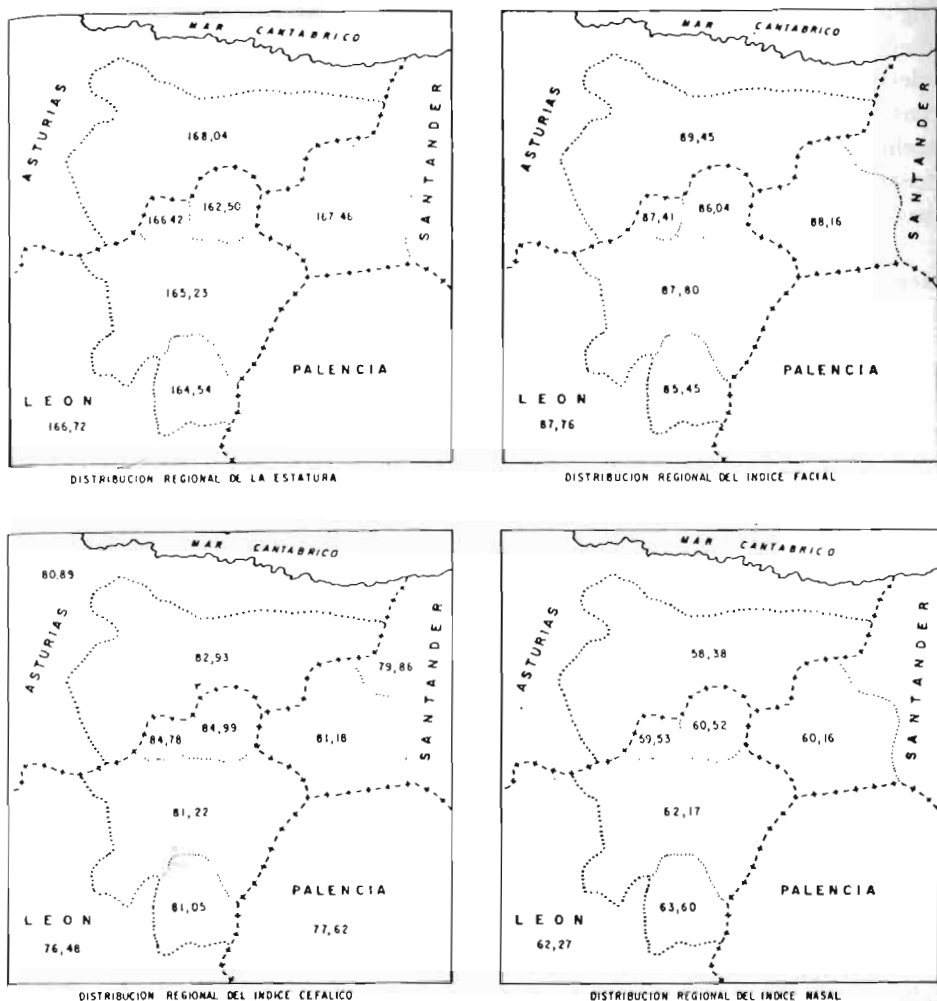 MAR CANTABRICO
ASTURIAS
SANTANDER
168,04
166,42
162,50
167,46
165,23
164,54
LEON
166,72
PALENCIA
DISTRIBUCION REGIONAL DE LA ESTATURA
MAR CANTABRICO
ASTURIAS
SANTANDER
89,45
87,41
86,04
88,16
87,80
85,45
LEON
87,76
PALENCIA
DISTRIBUCION REGIONAL DEL INDICE FACIAL
MAR CANTABRICO
80,89
ASTURIAS
SANTANDER
82,93
79,86
84,78
84,99
81,18
81,22
81,05
LEON
76,48
PALENCIA
77,62
DISTRIBUCION REGIONAL DEL INDICE CEFALICO
MAR CANTABRICO
ASTURIAS
SANTANDER
58,38
59,53
60,52
60,16
62,17
63,60
LEON
62,27
PALENCIA
DISTRIBUCION REGIONAL DEL INDICE NASAL